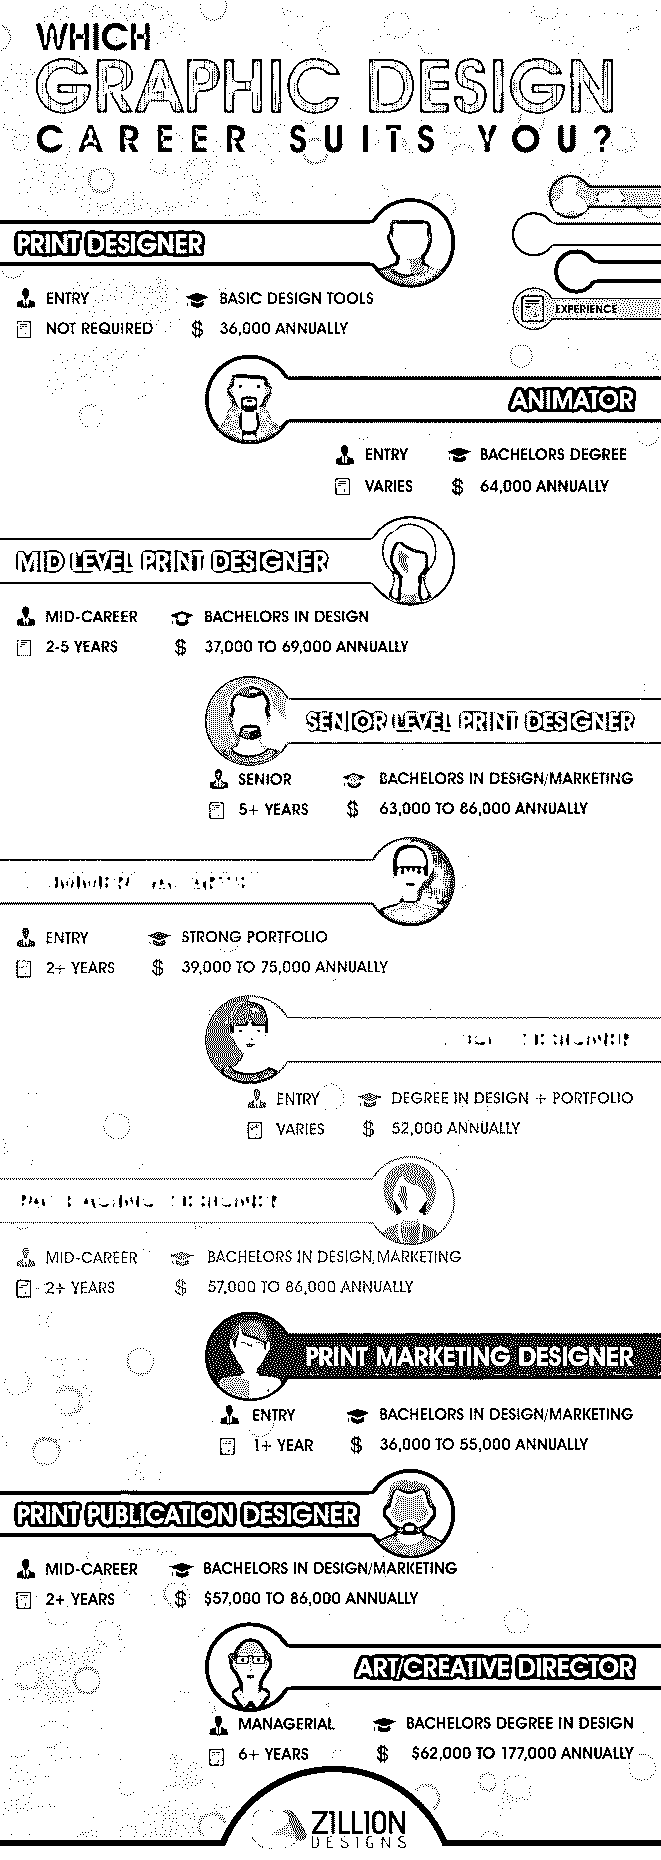 WHICH
GRAPHIC DESIGN
CAREER SUITS YOU?
PRINT DESIGNER
ENTRY
BASIC DESIGN TOOLS
NOT REQUIRED
$ 36,000 ANNUALLY
EXPERIENCE
ANIMATOR
ENTRY
BACHELORS DEGREE
VARIES
$ 64,000 ANNUALLY
MID LEVEL PRINT DESIGNER
MID-CAREER
BACHELORS IN DESIGN
2-5 YEARS
$ 37,000 TO 69,000 ANNUALLY
SENIOR LEVEL PRINT DESIGNER
SENIOR
BACHELORS IN DESIGN/MARKETING
5+ YEARS
$ 63,000 TO 86,000 ANNUALLY
ENTRY
STRONG PORTFOLIO
2+ YEARS
$ 39,000 TO 75,000 ANNUALLY
DESIGNER
ENTRY
DEGREE IN DESIGN + PORTFOLIO
VARIES
$ 52,000 ANNUALLY
PACKAGING DESIGNER
MID-CAREER
BACHELORS IN DESIGN/MARKETING
2+ YEARS
$ 57,000 TO 86,000 ANNUALLY
PRINT MARKETING DESIGNER
ENTRY
BACHELORS IN DESIGN/MARKETING
1+ YEAR
$ 36,000 TO 55,000 ANNUALLY
PRINT PUBLICATION DESIGNER
MID-CAREER
BACHELORS IN DESIGN/MARKETING
2+ YEARS
$ $57,000 TO 86,000 ANNUALLY
ART/CREATIVE DIRECTOR
MANAGERIAL
BACHELORS DEGREE IN DESIGN
6+ YEARS
$ $62,000 TO 177,000 ANNUALLY
ZILLION
DESIGNS